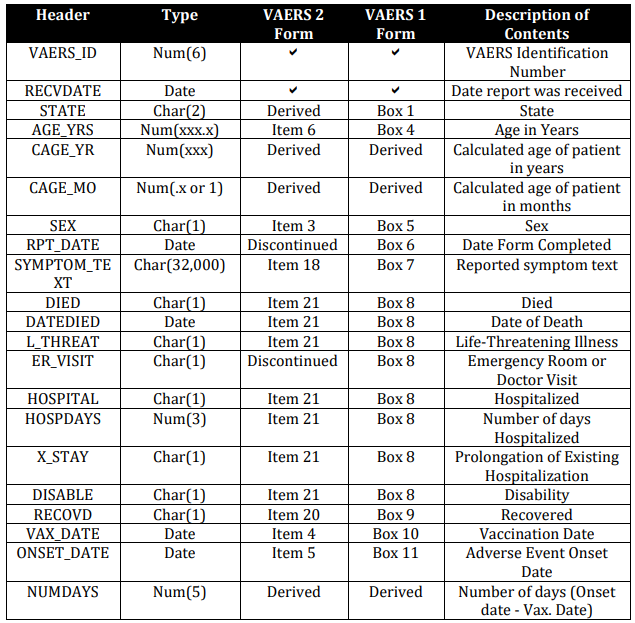 Header Type VAERS 2 Form VAERS 1 Form Description of Contents
VAERS_ID Num(6) ✔ ✔ VAERS Identification Number
RECVDATE Date ✔ ✔ Date report was received
STATE Char(2) Derived Box 1 State
AGE_YRS Num(xxx.x) Item 6 Box 4 Age in Years
CAGE_YR Num(xxx) Derived Derived Calculated age of patient in years
CAGE_MO Num(.x or 1) Derived Derived Calculated age of patient in months
SEX Char(1) Item 3 Box 5 Sex
RPT_DATE Date Discontinued Box 6 Date Form Completed
SYMPTOM_TEXT Char(32,000) Item 18 Box 7 Reported symptom text
DIED Char(1) Item 21 Box 8 Died
DATEDIED Date Item 21 Box 8 Date of Death
L_THREAT Char(1) Item 21 Box 8 Life-Threatening Illness
ER_VISIT Char(1) Discontinued Box 8 Emergency Room or Doctor Visit
HOSPITAL Char(1) Item 21 Box 8 Hospitalized
HOSPDAYS Num(3) Item 21 Box 8 Number of days Hospitalized
X_STAY Char(1) Item 21 Box 8 Prolongation of Existing Hospitalization
DISABLE Char(1) Item 21 Box 8 Disability
RECOVD Char(1) Item 20 Box 9 Recovered
VAX_DATE Date Item 4 Box 10 Vaccination Date
ONSET_DATE Date Item 5 Box 11 Adverse Event Onset Date
NUMDAYS Num(5) Derived Derived Number of days (Onset date - Vax. Date)